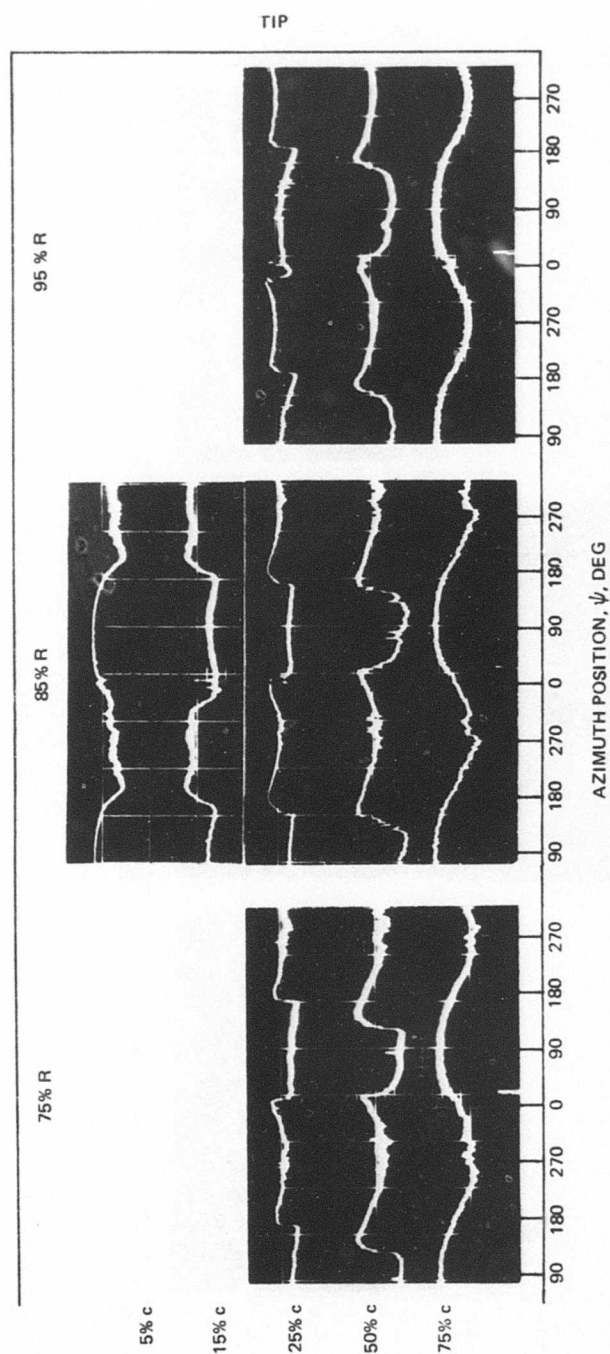 TIP
75% R
85% R
95 % R
5% c
15% c
25% c
50% c
75% c
90 180 270 0 90 180 270
90 180 270 0 90 180 270
90 180 270 0 90 180 270
AZIMUTH POSITION, ψ, DEG